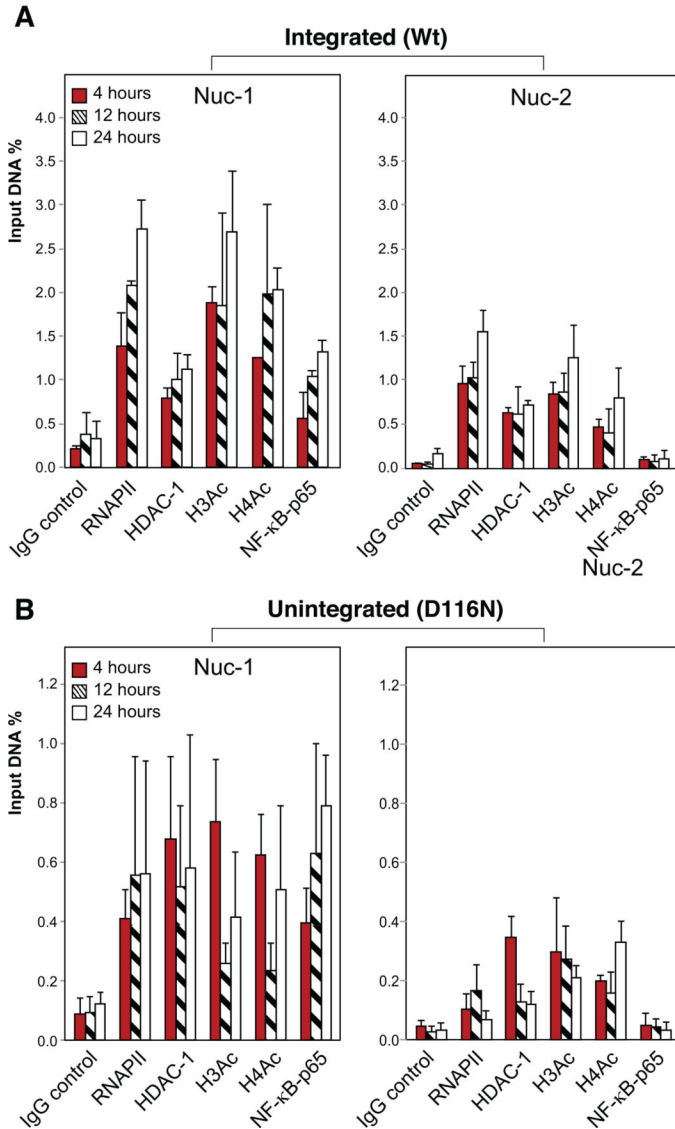 A
Integrated (Wt)
4 hours
12 hours
24 hours
Nuc-1
Nuc-2
Input DNA %
4.0
3.5
3.0
2.5
2.0
1.5
1.0
0.5
0.0
4.0
3.5
3.0
2.5
2.0
1.5
1.0
0.5
0.0
IgG control
RNAPII
HDAC-1
H3Ac
H4Ac
NF-κB-p65
IgG control
RNAPII
HDAC-1
H3Ac
H4Ac
NF-κB-p65
Nuc-2
B
Unintegrated (D116N)
4 hours
12 hours
24 hours
Nuc-1
Input DNA %
1.2
1.0
0.8
0.6
0.4
0.2
0.0
1.2
1.0
0.8
0.6
0.4
0.2
0.0
IgG control
RNAPII
HDAC-1
H3Ac
H4Ac
NF-κB-p65
IgG control
RNAPII
HDAC-1
H3Ac
H4Ac
NF-κB-p65